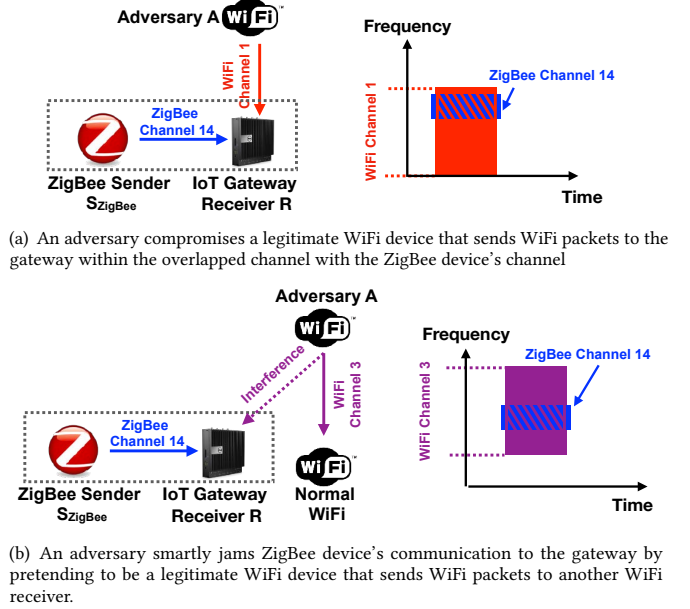 Adversary A WiFi™
Frequency
WiFi
Channel 1
ZigBee Channel 14
WiFi Channel 1
ZigBee
Channel 14
Z
ZigBee Sender
SZigBee
IoT Gateway
Receiver R
Time
(a) An adversary compromises a legitimate WiFi device that sends WiFi packets to the
gateway within the overlapped channel with the ZigBee device's channel
Adversary A
WiFi™
Frequency
ZigBee Channel 14
Interference
WiFi
Channel 3
WiFi Channel 3
ZigBee
Channel 14
Z
WiFi™
ZigBee Sender
SZigBee
IoT Gateway
Receiver R
Normal
WiFi
Time
(b) An adversary smartly jams ZigBee device's communication to the gateway by
pretending to be a legitimate WiFi device that sends WiFi packets to another WiFi
receiver.